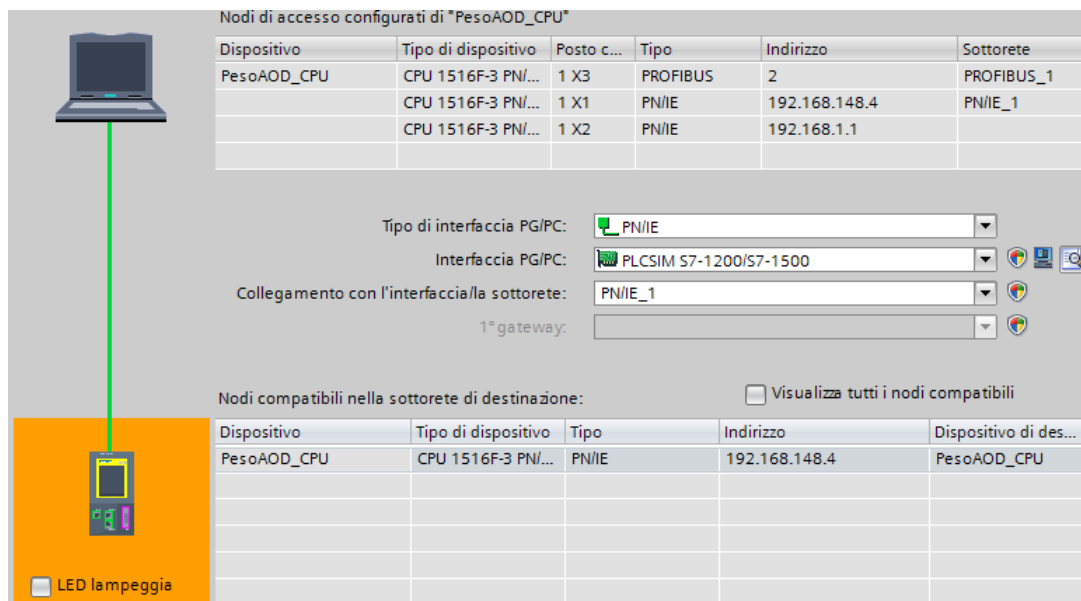 Nodi di accesso configurati di "PesoAOD_CPU"
Dispositivo Tipo di dispositivo Posto c... Tipo Indirizzo Sottorete
PesoAOD_CPU CPU 1516F-3 PN/... 1 X3 PROFIBUS 2 PROFIBUS_1
CPU 1516F-3 PN/... 1 X1 PN/IE 192.168.148.4 PN/IE_1
CPU 1516F-3 PN/... 1 X2 PN/IE 192.168.1.1
Tipo di interfaccia PG/PC: PN/IE
Interfaccia PG/PC: PLCSIM S7-1200/S7-1500
Collegamento con l'interfaccia/la sottorete: PN/IE_1
1° gateway:
Nodi compatibili nella sottorete di destinazione: Visualizza tutti i nodi compatibili
Dispositivo Tipo di dispositivo Tipo Indirizzo Dispositivo di des...
PesoAOD_CPU CPU 1516F-3 PN/... PN/IE 192.168.148.4 PesoAOD_CPU
LED lampeggia